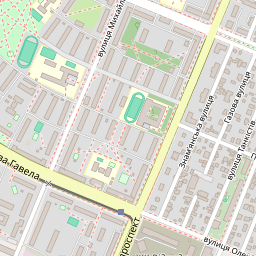 вулиця Михайл
Газова вулиця
Знам'янська вулиця
вулиця Танкістів
ва Гавела
проспект
вулиця Оле